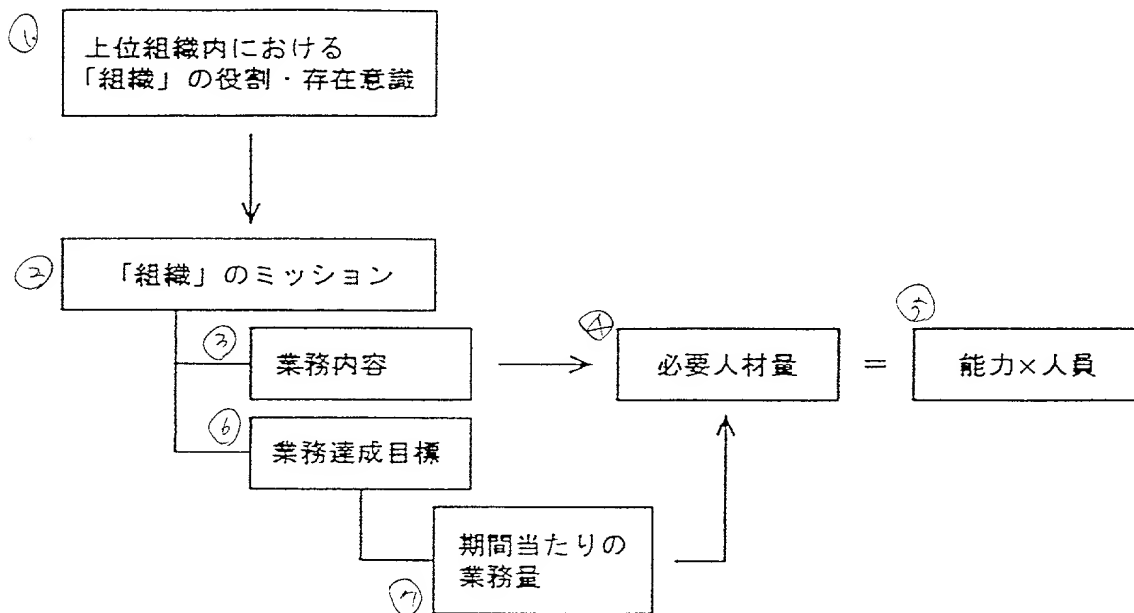 ①
上位組織内における
「組織」の役割・存在意識
②
「組織」のミッション
③
業務内容
④
必要人材量
=
⑤
能力×人員
⑥
業務達成目標
期間当たりの
業務量
⑦